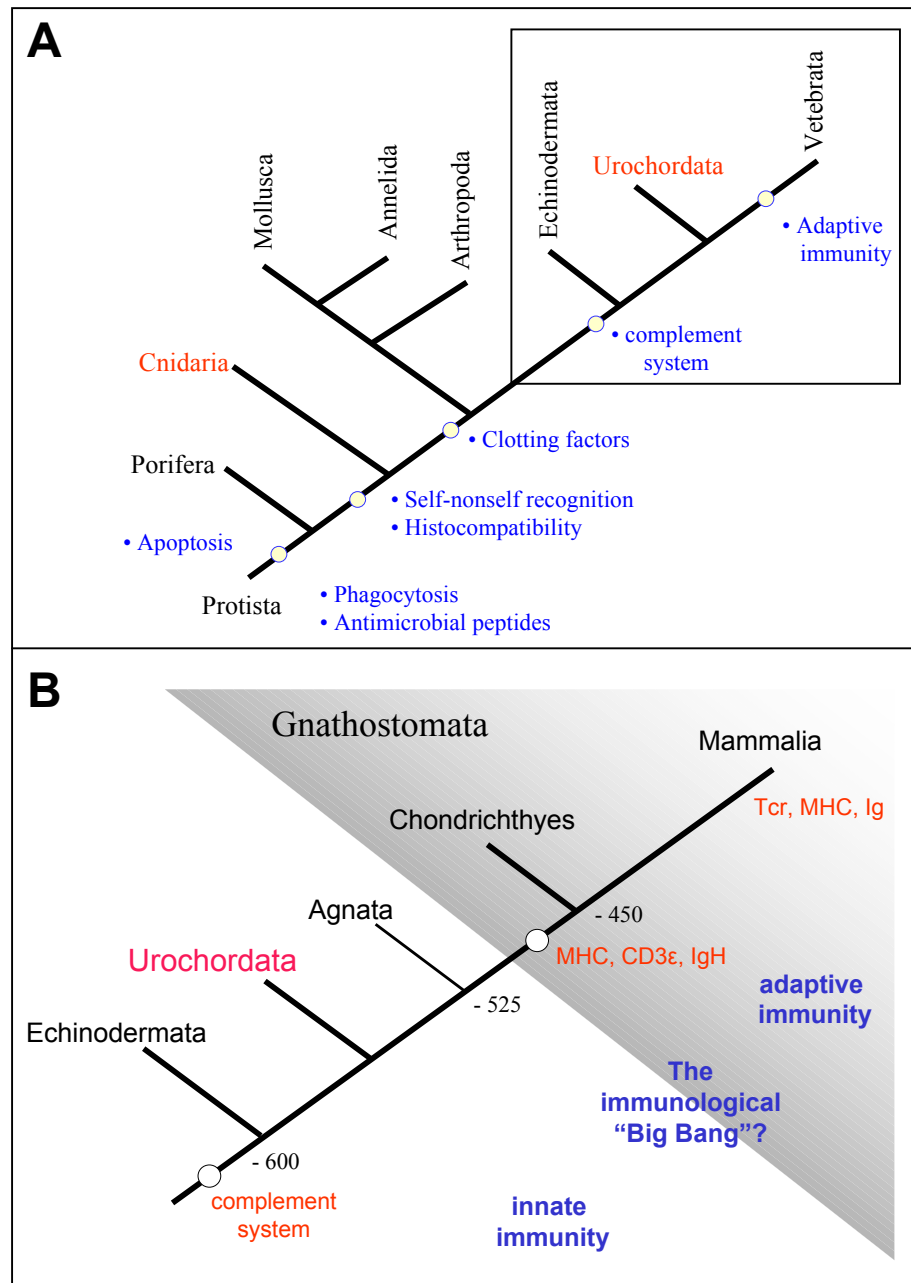 A
Mollusca
Annelida
Arthropoda
Echinodermata
Urochordata
Vetebrata
• Adaptive
immunity
• complement
system
Cnidaria
• Clotting factors
Porifera
• Self-nonself recognition
• Histocompatibility
• Apoptosis
Protista
• Phagocytosis
• Antimicrobial peptides
B
Gnathostomata
Mammalia
Tcr, MHC, Ig
Chondrichthyes
- 450
Agnata
MHC, CD3ε, IgH
Urochordata
- 525
adaptive
immunity
Echinodermata
The
immunological
“Big Bang”?
- 600
complement
system
innate
immunity